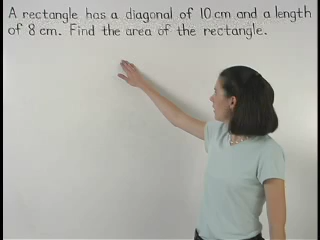 A rectangle has a diagonal of 10 cm and a length
of 8 cm. Find the area of the rectangle.